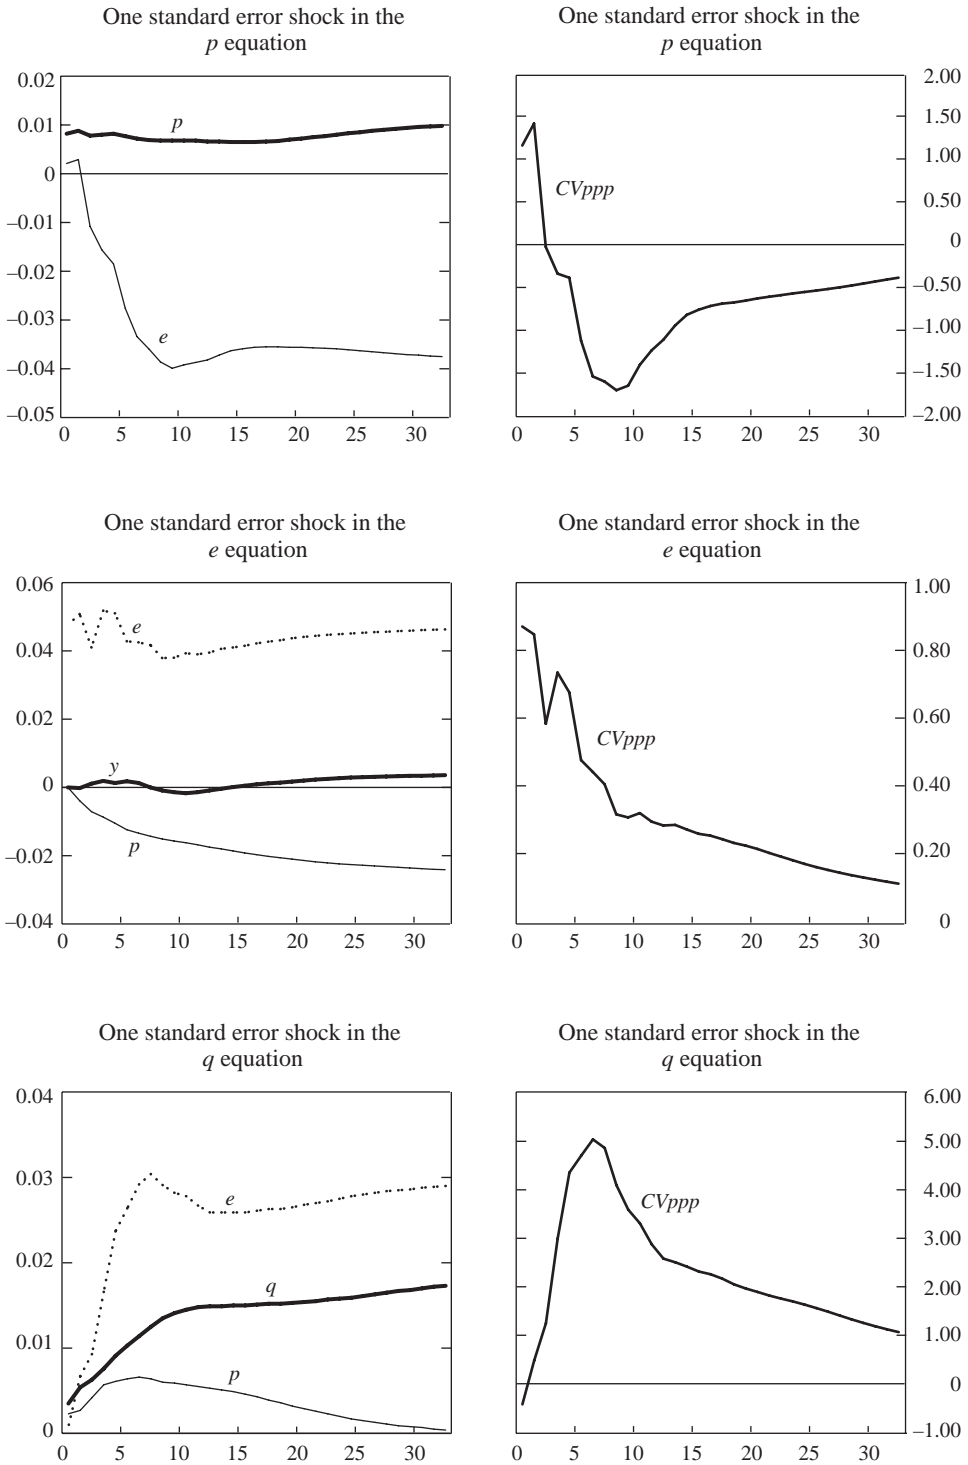 One standard error shock in the
p equation
0.02
0.01
0
–0.01
–0.02
–0.03
–0.04
–0.05
p
e
0 5 10 15 20 25 30
One standard error shock in the
p equation
2.00
1.50
1.00
0.50
0
–0.50
–1.00
–1.50
–2.00
CVppp
0 5 10 15 20 25 30
One standard error shock in the
e equation
0.06
0.04
0.02
0
–0.02
–0.04
e
y
p
0 5 10 15 20 25 30
One standard error shock in the
e equation
1.00
0.80
0.60
0.40
0.20
0
CVppp
0 5 10 15 20 25 30
One standard error shock in the
q equation
0.04
0.03
0.02
0.01
0
e
q
p
0 5 10 15 20 25 30
One standard error shock in the
q equation
6.00
5.00
4.00
3.00
2.00
1.00
0
–1.00
CVppp
0 5 10 15 20 25 30